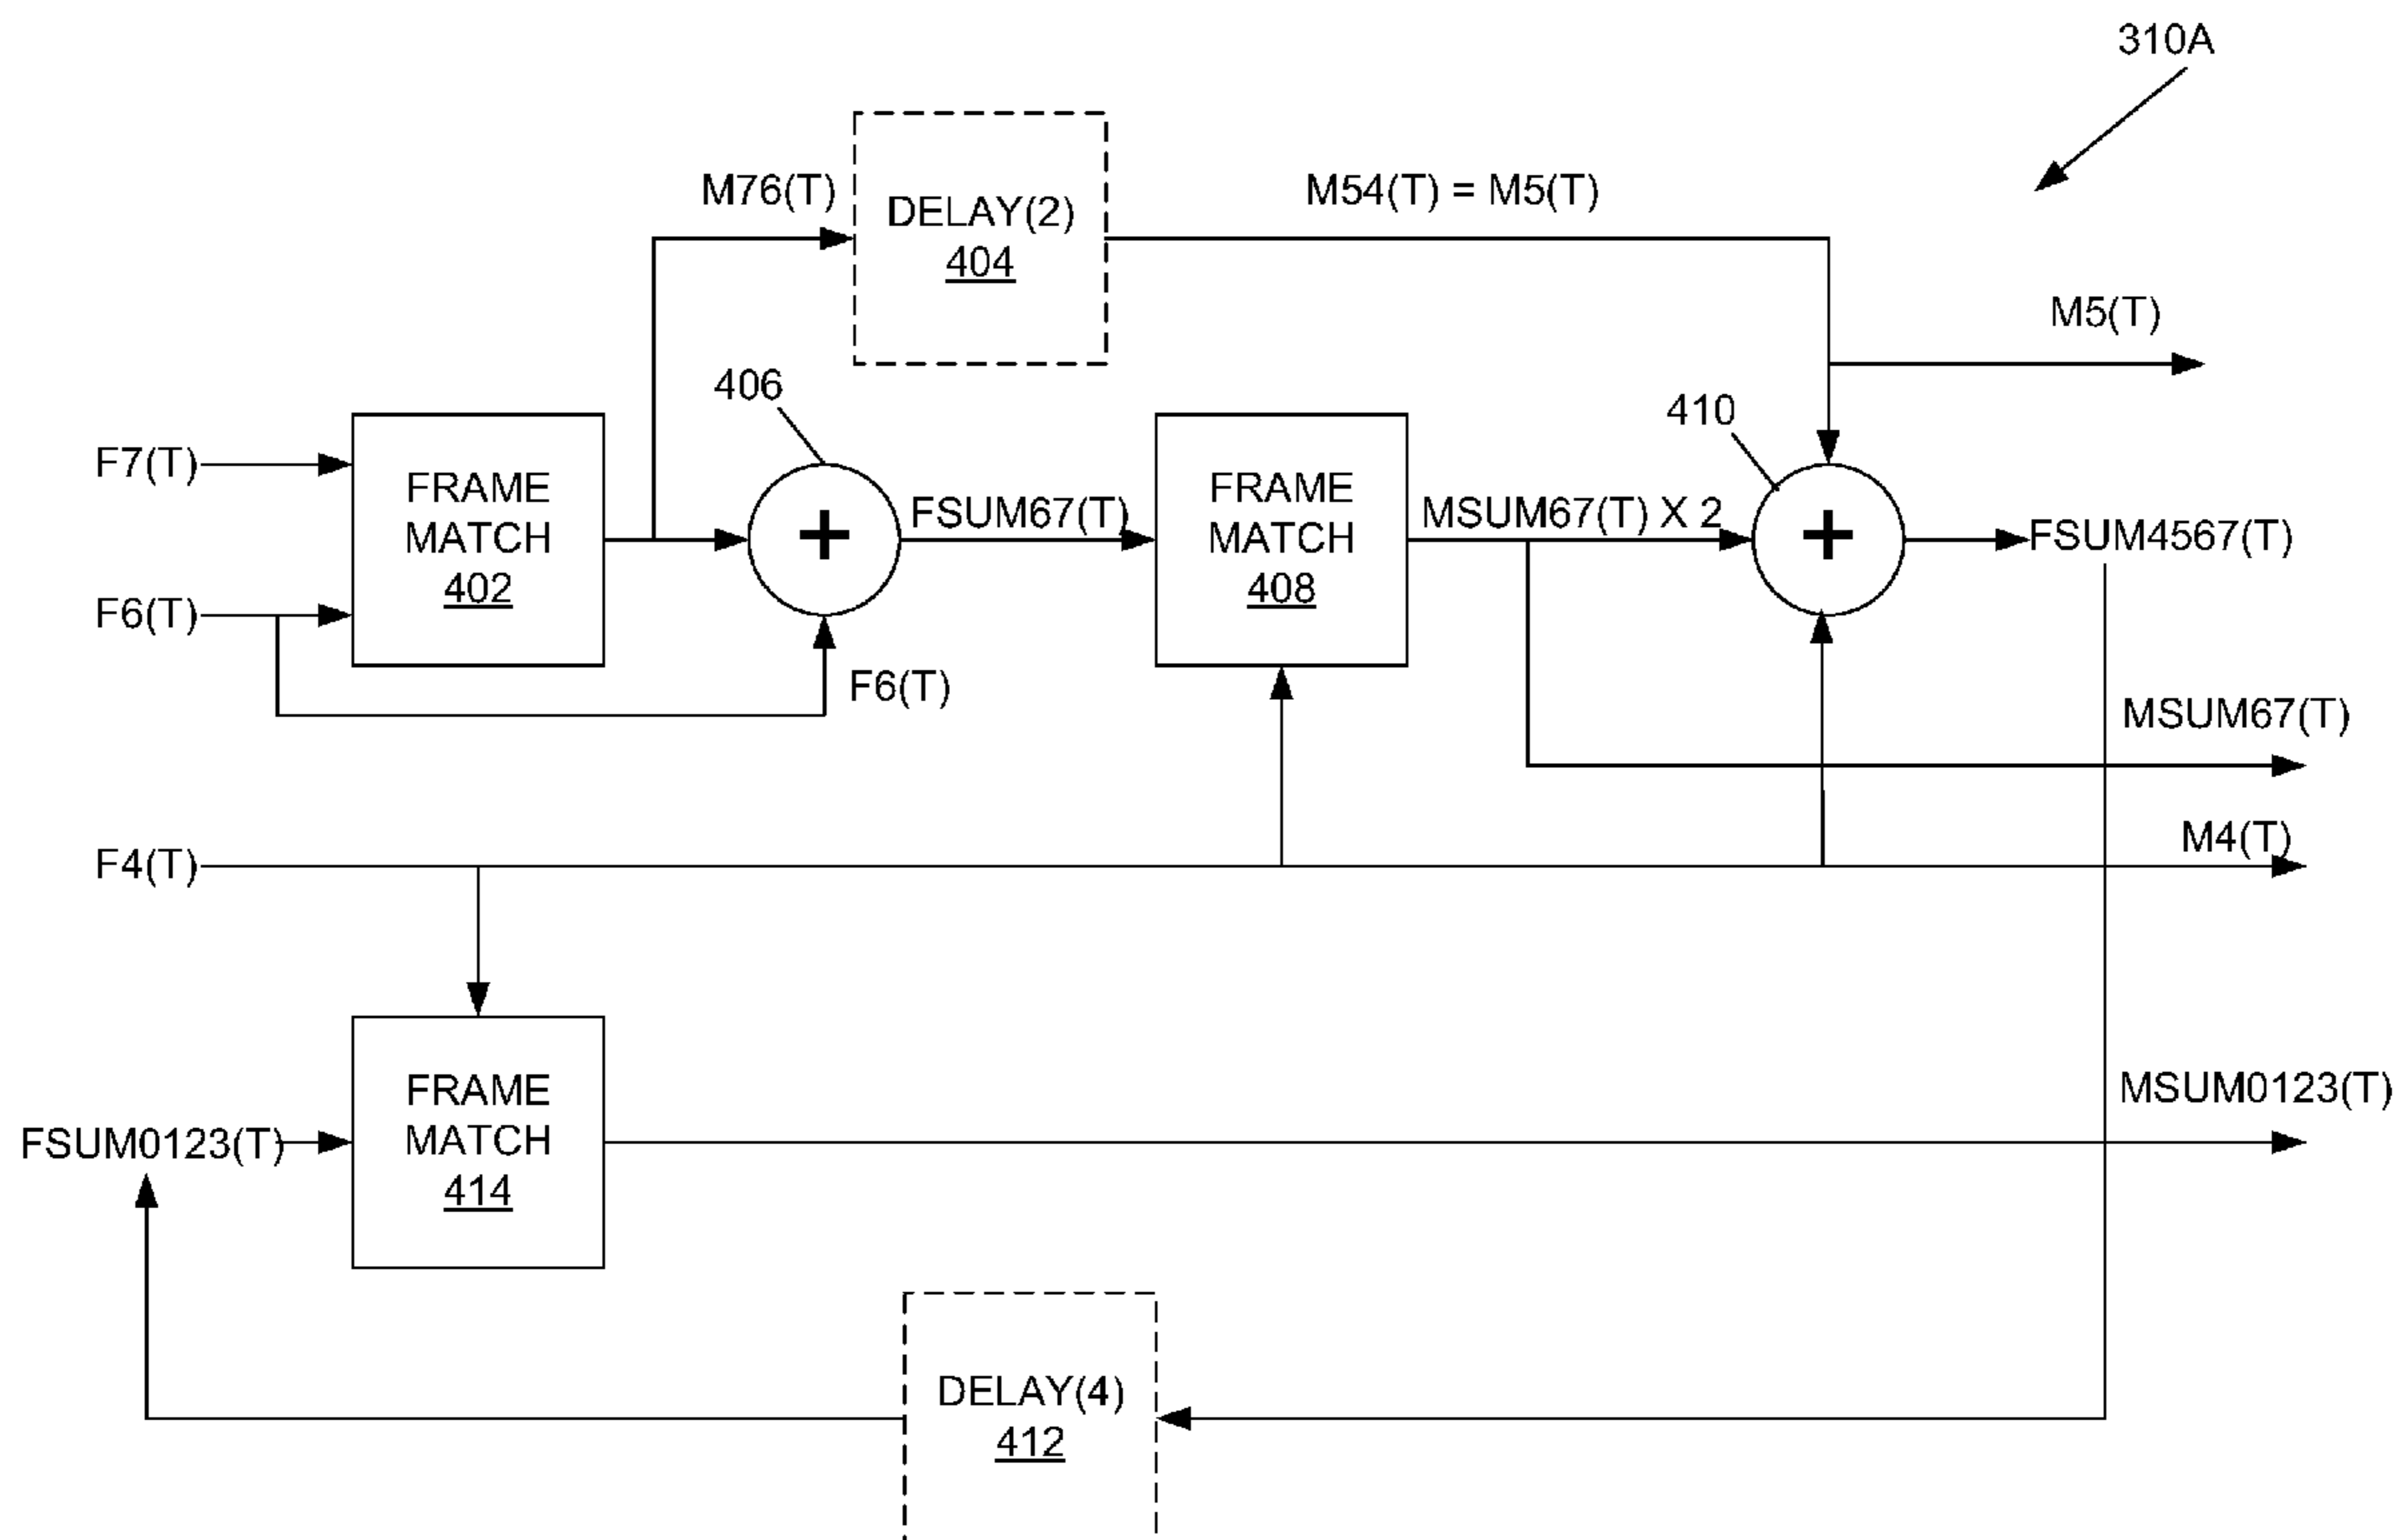 310A
M76(T)
DELAY(2)
404
M54(T) = M5(T)
M5(T)
406
410
F7(T)
F6(T)
FRAME
MATCH
402
FSUM67(T)
F6(T)
FRAME
MATCH
408
MSUM67(T) X 2
+
+
FSUM4567(T)
MSUM67(T)
F4(T)
M4(T)
FSUM0123(T)
FRAME
MATCH
414
MSUM0123(T)
DELAY(4)
412